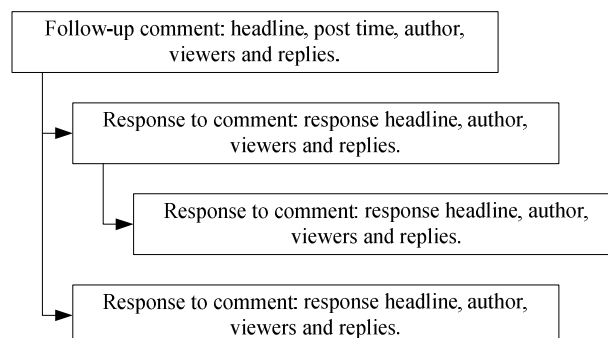 Follow-up comment: headline, post time, author,
viewers and replies.
Response to comment: response headline, author,
viewers and replies.
Response to comment: response headline, author,
viewers and replies.
Response to comment: response headline, author,
viewers and replies.